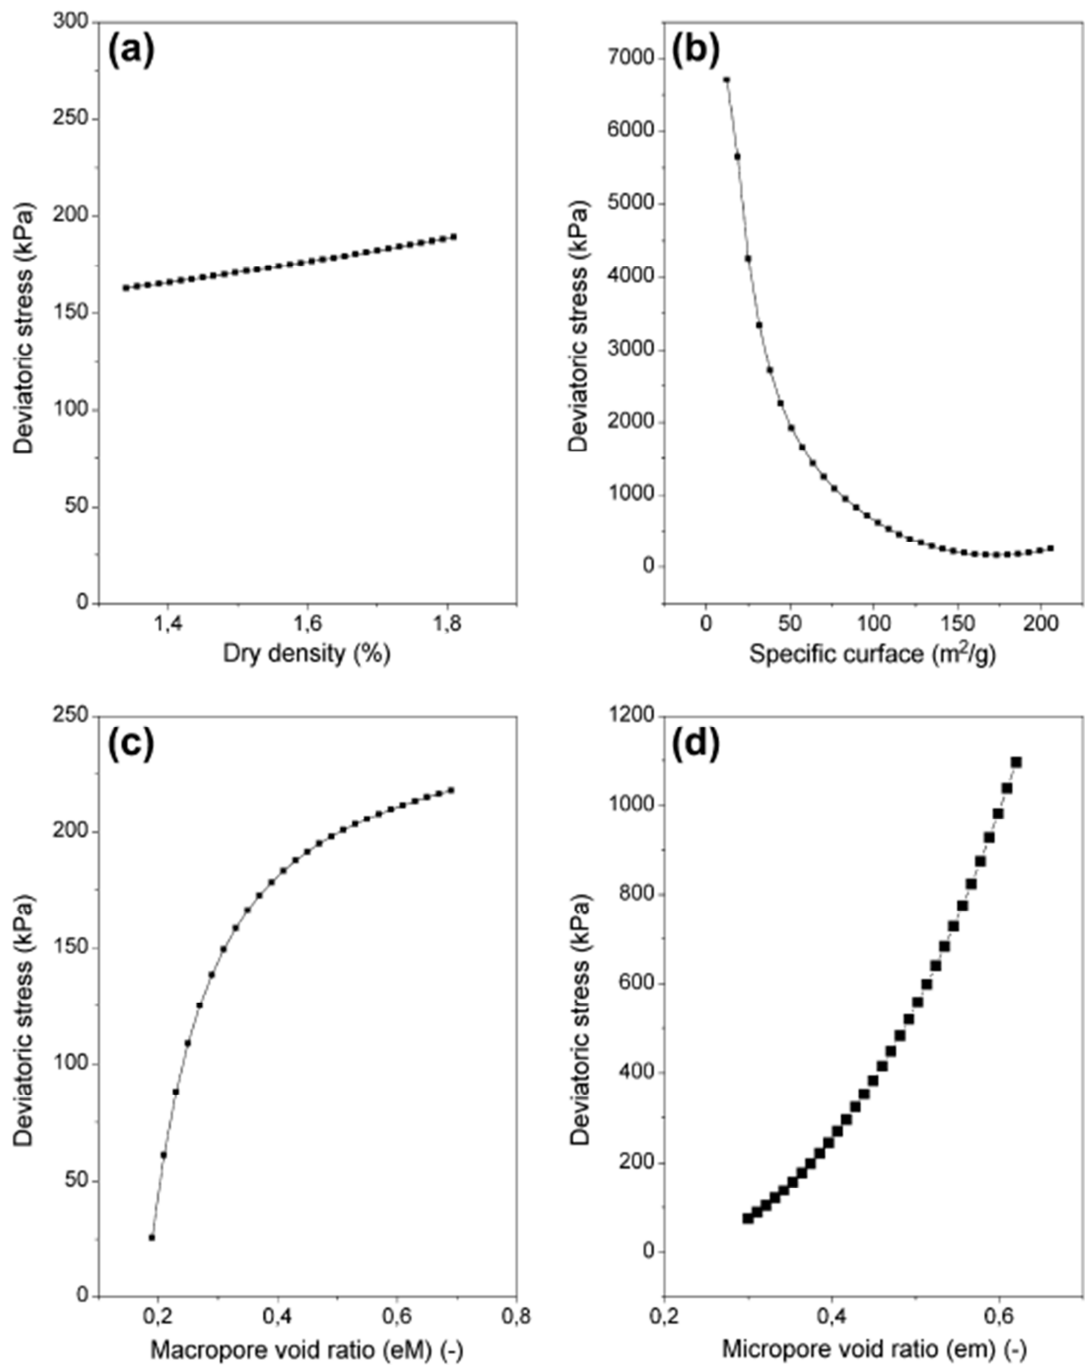 (a)
300
250
200
150
100
50
0
Deviatoric stress (kPa)
1,4 1,6 1,8
Dry density (%)
(b)
7000
6000
5000
4000
3000
2000
1000
0
Deviatoric stress (kPa)
0 50 100 150 200
Specific curface (m²/g)
(c)
250
200
150
100
50
0
Deviatoric stress (kPa)
0,2 0,4 0,6 0,8
Macropore void ratio (eM) (-)
(d)
1200
1000
800
600
400
200
0
Deviatoric stress (kPa)
0,2 0,4 0,6
Micropore void ratio (em) (-)